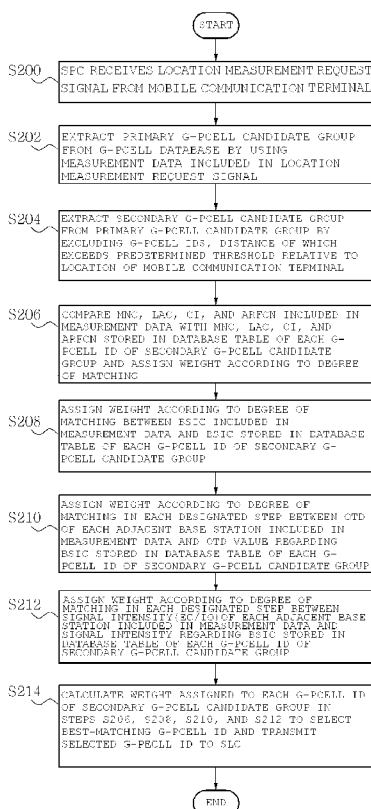 START
S200
SPC RECEIVES LOCATION MEASUREMENT REQUEST
SIGNAL FROM MOBILE COMMUNICATION TERMINAL
S202
EXTRACT PRIMARY G-PCELL CANDIDATE GROUP
FROM G-PCELL DATABASE BY USING
MEASUREMENT DATA INCLUDED IN LOCATION
MEASUREMENT REQUEST SIGNAL
S204
EXTRACT SECONDARY G-PCELL CANDIDATE GROUP
FROM PRIMARY G-PCELL CANDIDATE GROUP BY
EXCLUDING G-PCELL IDS, DISTANCE OF WHICH
EXCEEDS PREDETERMINED THRESHOLD RELATIVE TO
LOCATION OF MOBILE COMMUNICATION TERMINAL
S206
COMPARE MNC, LAC, CI, AND ARFCN INCLUDED IN
MEASUREMENT DATA WITH MNC, LAC, CI, AND
ARFCN STORED IN DATABASE TABLE OF EACH G-
PCELL ID OF SECONDARY G-PCELL CANDIDATE
GROUP AND ASSIGN WEIGHT ACCORDING TO DEGREE
OF MATCHING
S208
ASSIGN WEIGHT ACCORDING TO DEGREE OF
MATCHING BETWEEN BSIC INCLUDED IN
MEASUREMENT DATA AND BSIC STORED IN DATABASE
TABLE OF EACH G-PCELL ID OF SECONDARY G-
PCELL CANDIDATE GROUP
S210
ASSIGN WEIGHT ACCORDING TO DEGREE OF
MATCHING IN EACH DESIGNATED STEP BETWEEN OTD
OF EACH ADJACENT BASE STATION INCLUDED IN
MEASUREMENT DATA AND OTD VALUE REGARDING
BSIC STORED IN DATABASE TABLE OF EACH G-
PCELL ID OF SECONDARY G-PCELL CANDIDATE GROUP
S212
ASSIGN WEIGHT ACCORDING TO DEGREE OF
MATCHING IN EACH DESIGNATED STEP BETWEEN
SIGNAL INTENSITY(EC/IO)OF EACH ADJACENT BASE
STATION INCLUDED IN MEASUREMENT DATA AND
SIGNAL INTENSITY REGARDING BSIC STORED IN
DATABASE TABLE OF EACH G-PCELL ID OF
SECONDARY G-PCELL CANDIDATE GROUP
S214
CALCULATE WEIGHT ASSIGNED TO EACH G-PCELL ID
OF SECONDARY G-PCELL CANDIDATE GROUP IN
STEPS S206, S208, S210, AND S212 TO SELECT
BEST-MATCHING G-PCELL ID AND TRANSMIT
SELECTED G-PECLL ID TO SLC
END